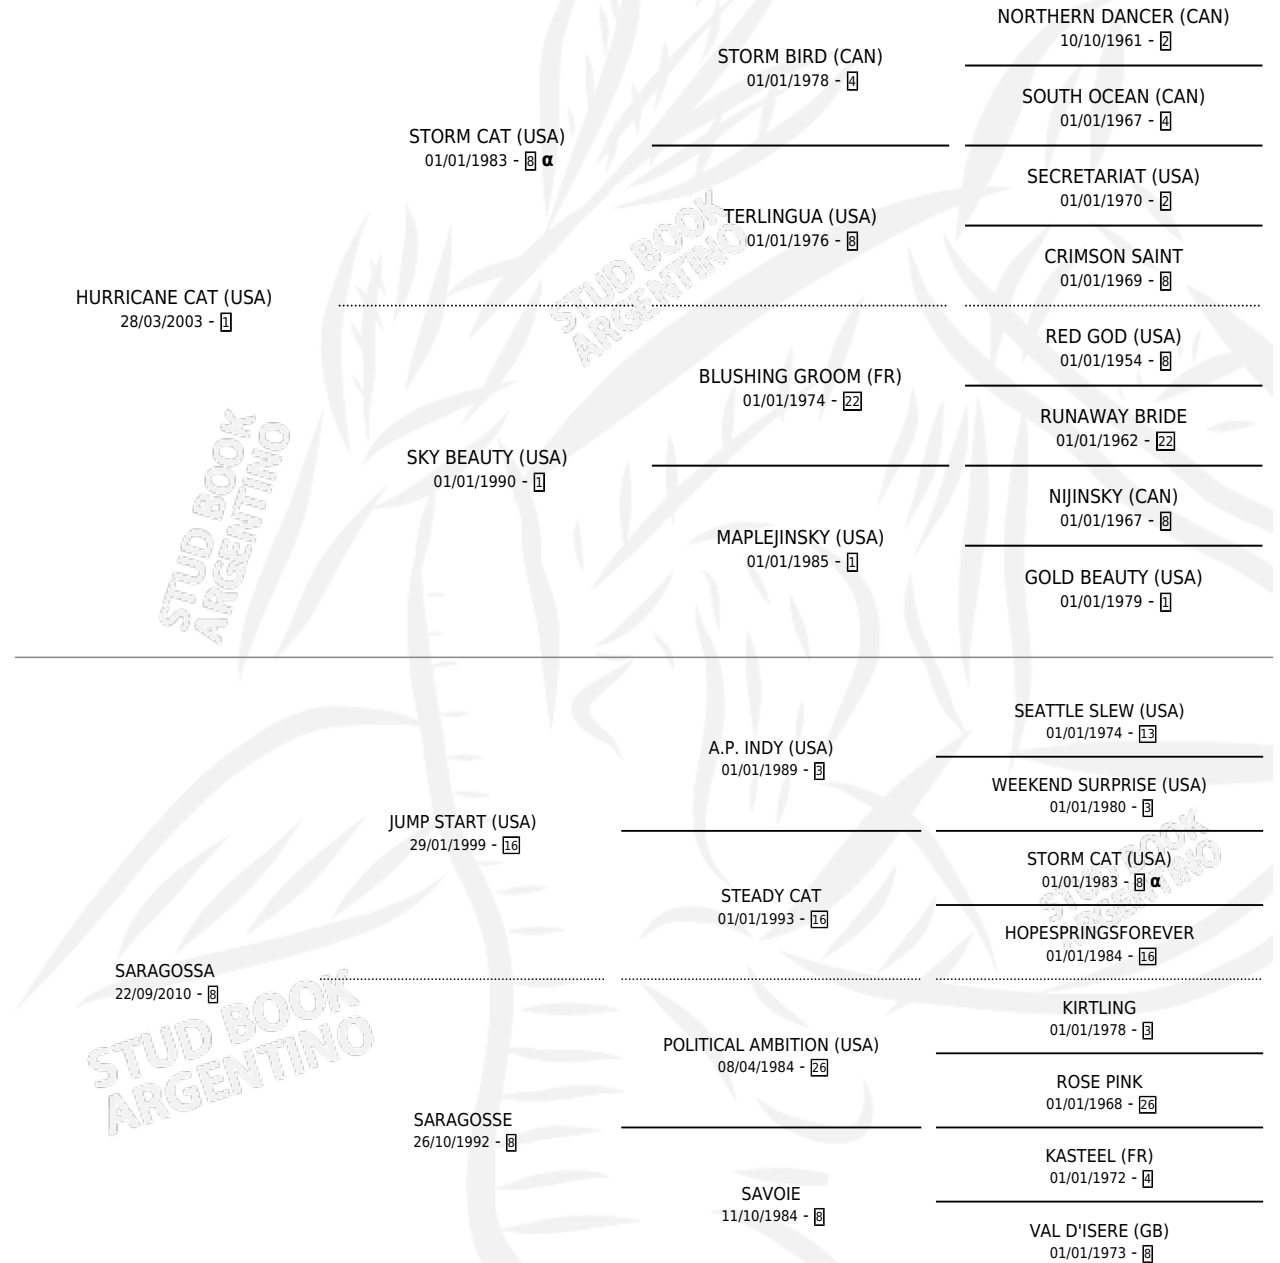 NORTHERN DANCER (CAN)
10/10/1961 - 2
STORM BIRD (CAN)
01/01/1978 - 4
SOUTH OCEAN (CAN)
01/01/1967 - 4
STORM CAT (USA)
01/01/1983 - 8 α
SECRETARIAT (USA)
01/01/1970 - 2
TERLINGUA (USA)
01/01/1976 - 8
CRIMSON SAINT
01/01/1969 - 8
HURRICANE CAT (USA)
28/03/2003 - 1
RED GOD (USA)
01/01/1954 - 8
BLUSHING GROOM (FR)
01/01/1974 - 22
RUNAWAY BRIDE
01/01/1962 - 22
SKY BEAUTY (USA)
01/01/1990 - 1
NIJINSKY (CAN)
01/01/1967 - 8
MAPLEJINSKY (USA)
01/01/1985 - 1
GOLD BEAUTY (USA)
01/01/1979 - 1
SEATTLE SLEW (USA)
01/01/1974 - 13
A.P. INDY (USA)
01/01/1989 - 3
WEEKEND SURPRISE (USA)
01/01/1980 - 3
JUMP START (USA)
29/01/1999 - 16
STORM CAT (USA)
01/01/1983 - 8 α
STEADY CAT
01/01/1993 - 16
HOPESPRINGSFOREVER
01/01/1984 - 16
SARAGOSSA
22/09/2010 - 8
KIRTLING
01/01/1978 - 3
POLITICAL AMBITION (USA)
08/04/1984 - 26
ROSE PINK
01/01/1968 - 26
SARAGOSSE
26/10/1992 - 8
KASTEEL (FR)
01/01/1972 - 4
SAVOIE
11/10/1984 - 8
VAL D'ISERE (GB)
01/01/1973 - 8
STUD BOOK
ARGENTINO
STUD BOOK
ARGENTINO
STUD BOOK
ARGENTINO
STUD BOOK
ARGENTINO